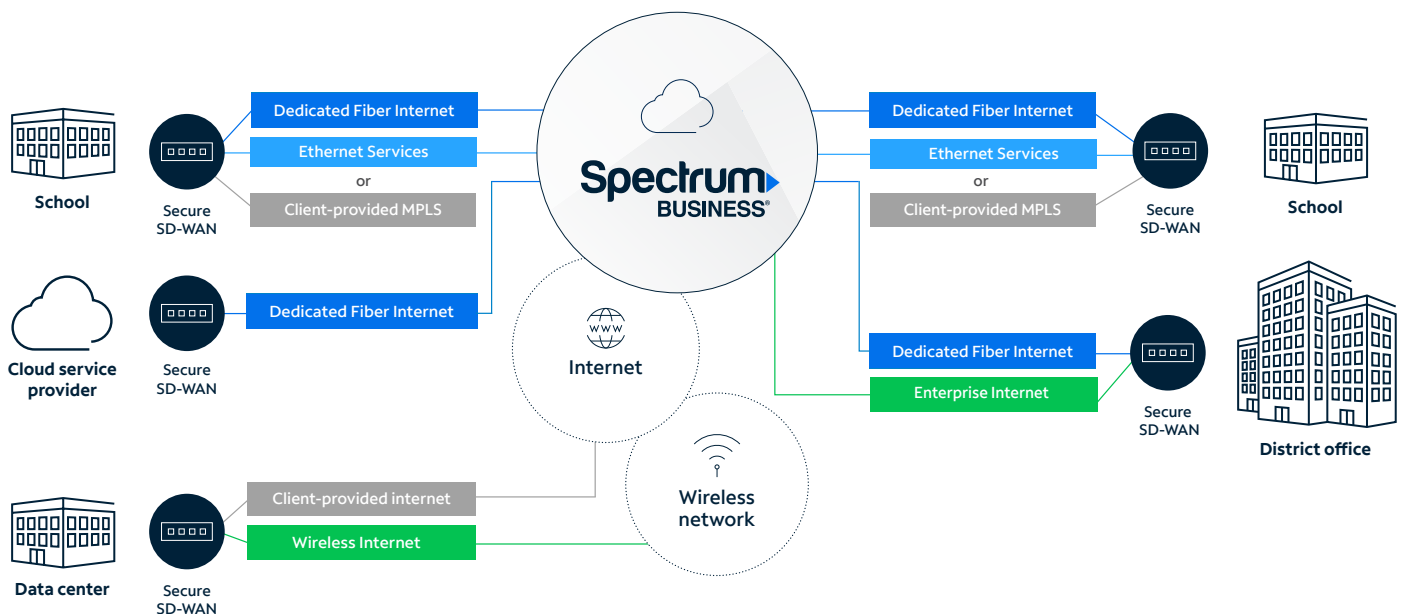 Dedicated Fiber Internet
Ethernet Services
or
Client-provided MPLS
School
Secure
SD-WAN
Spectrum
BUSINESS®
Dedicated Fiber Internet
Ethernet Services
or
Client-provided MPLS
Secure
SD-WAN
School
Cloud service
provider
Secure
SD-WAN
Dedicated Fiber Internet
WWW
Internet
Dedicated Fiber Internet
Enterprise Internet
Secure
SD-WAN
District office
Data center
Secure
SD-WAN
Client-provided internet
Wireless Internet
Wireless
network